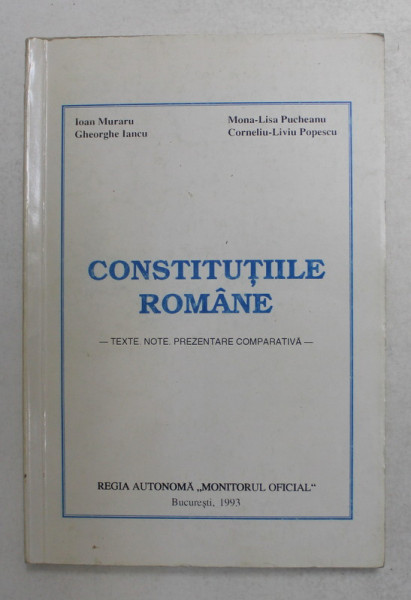 Ioan Muraru
Gheorghe Iancu
Mona-Lisa Pucheanu
Corneliu-Liviu Popescu
CONSTITUȚIILE
ROMÂNE
— TEXTE. NOTE. PREZENTARE COMPARATIVĂ —
REGIA AUTONOMĂ „MONITORUL OFICIAL“
București, 1993